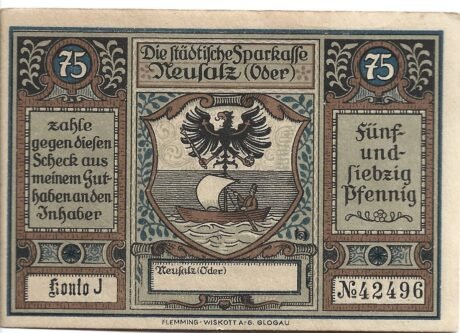 75
Die städtische Sparkasse
Neusalz (Oder)
75
zahle
gegen diesen
Scheck aus
meinem Gut-
haben an den
Inhaber
Fünf-
und-
siebzig
Pfennig
Konto J
Neusalz (Oder)
№ 42496
FLEMMING-WISKOTT A-G. GLOGAU